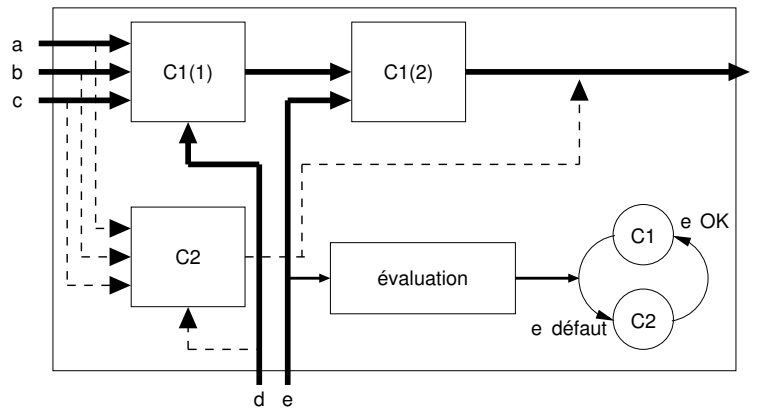 a
C1(1)
C1(2)
b
c
C2
C1
e OK
évaluation
C2
e défaut
d e